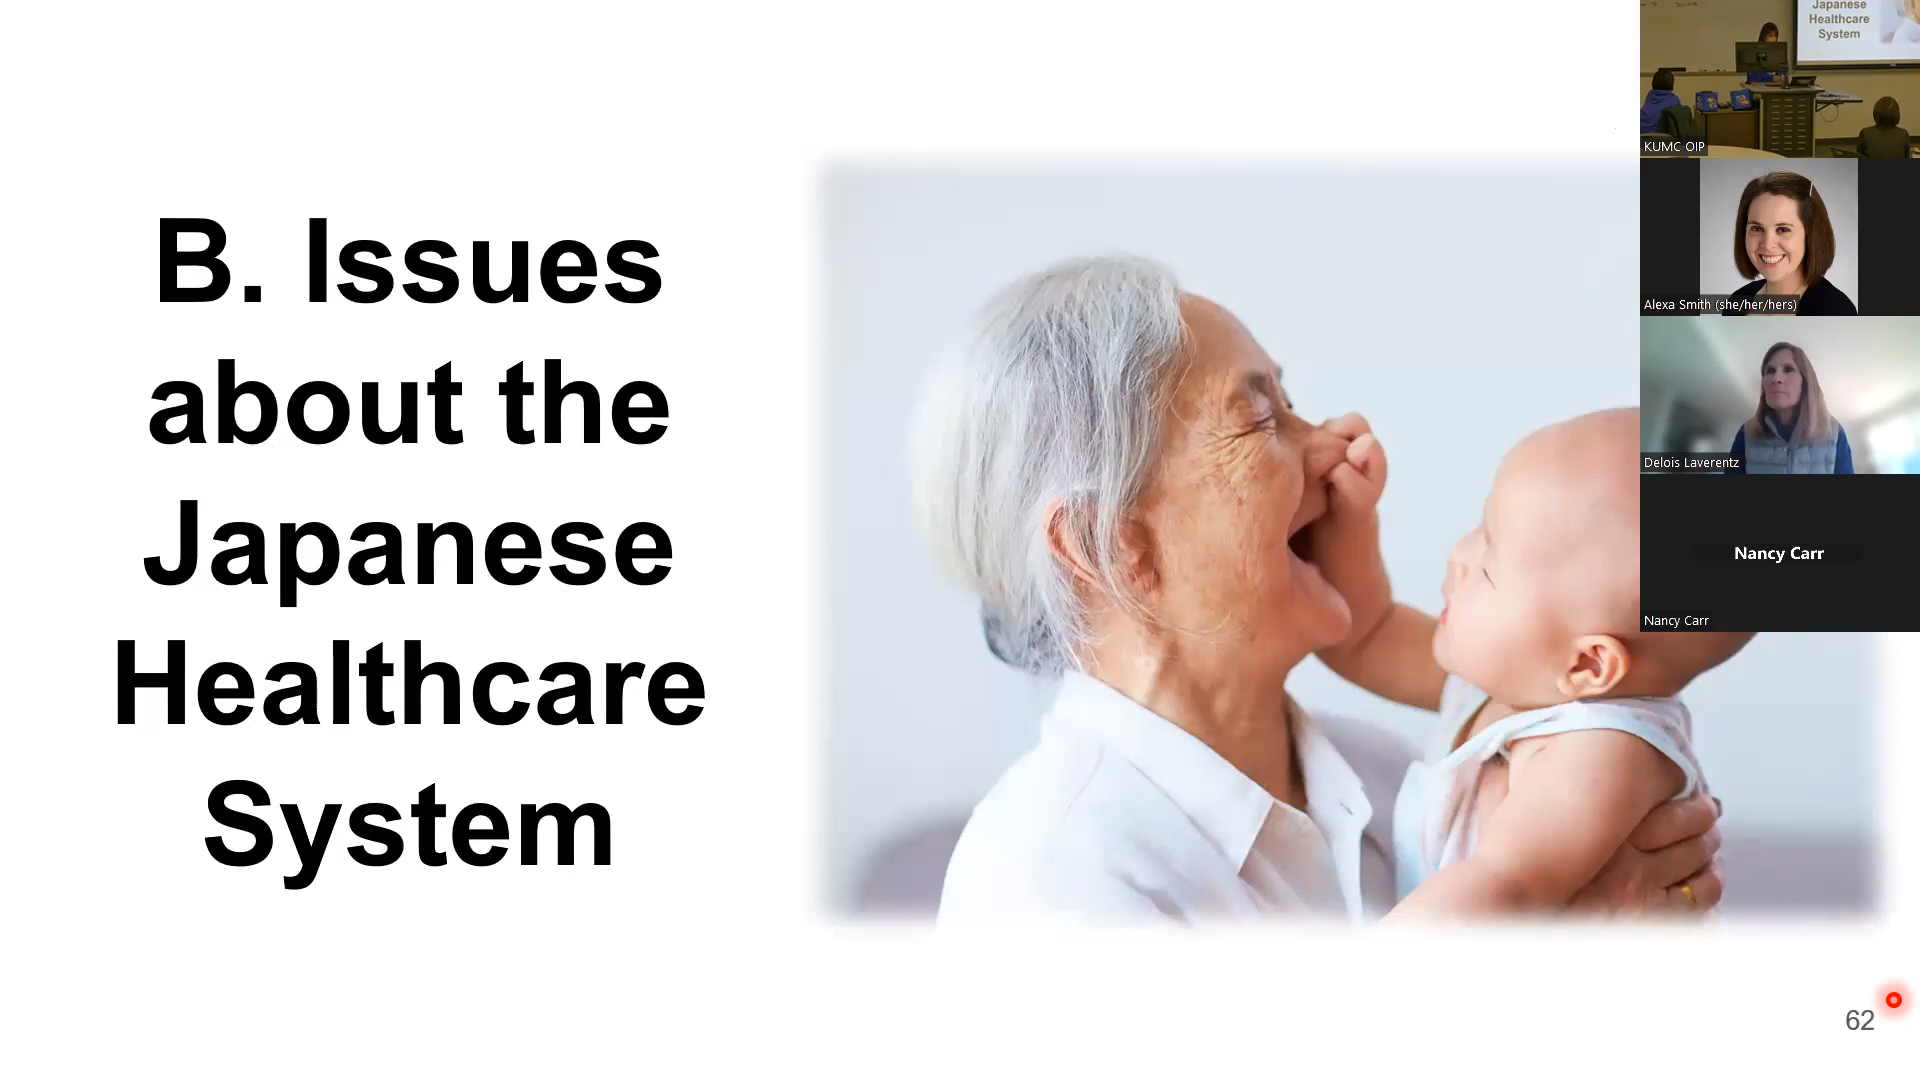 B. Issues
about the
Japanese
Healthcare
System
62
Japanese
Healthcare
System
KUMC OIP
Alexa Smith (she/her/hers)
Delois Laverentz
Nancy Carr
Nancy Carr